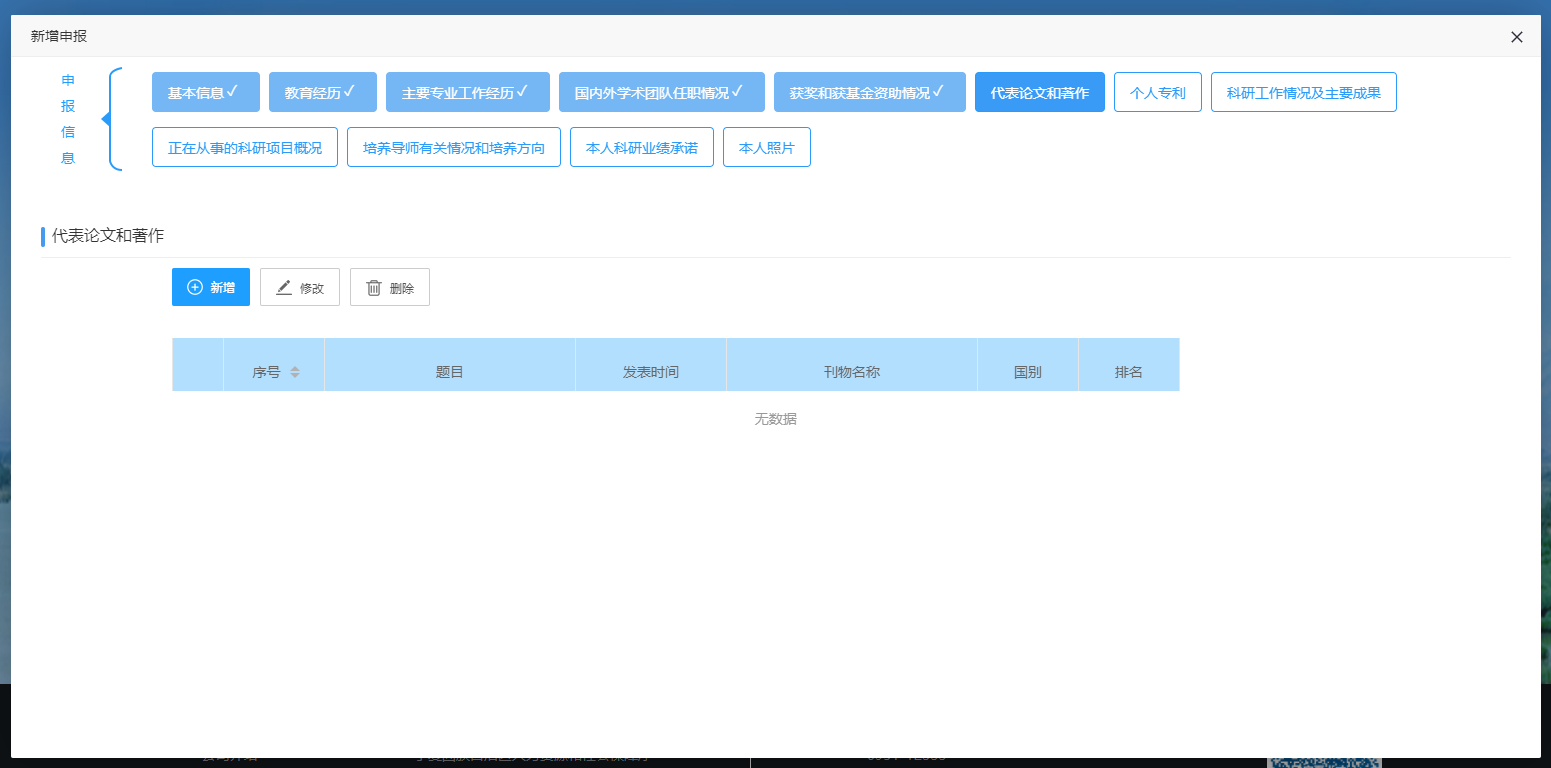 新增申报
申
报
信
息
基本信息✓ 教育经历✓ 主要专业工作经历✓ 国内外学术团队任职情况✓ 获奖和获基金资助情况✓ 代表论文和著作 个人专利 科研工作情况及主要成果
正在从事的科研项目概况 培养导师有关情况和培养方向 本人科研业绩承诺 本人照片
代表论文和著作
新增 修改 删除
序号 题目 发表时间 刊物名称 国别 排名
无数据